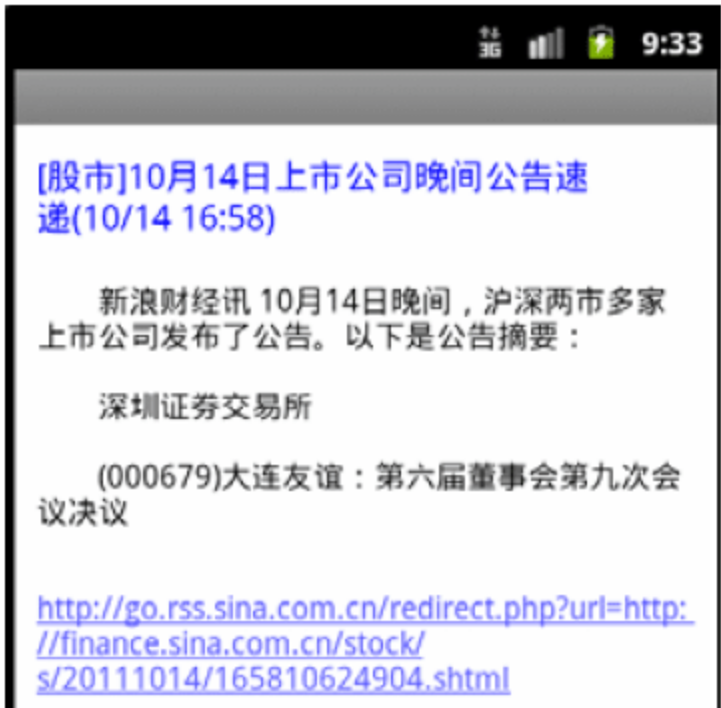 3G 9:33
[股市]10月14日上市公司晚间公告速
递(10/14 16:58)
新浪财经讯 10月14日晚间，沪深两市多家
上市公司发布了公告。以下是公告摘要：
深圳证券交易所
(000679)大连友谊：第六届董事会第九次会
议决议
http://go.rss.sina.com.cn/redirect.php?url=http:
//finance.sina.com.cn/stock/
s/20111014/165810624904.shtml